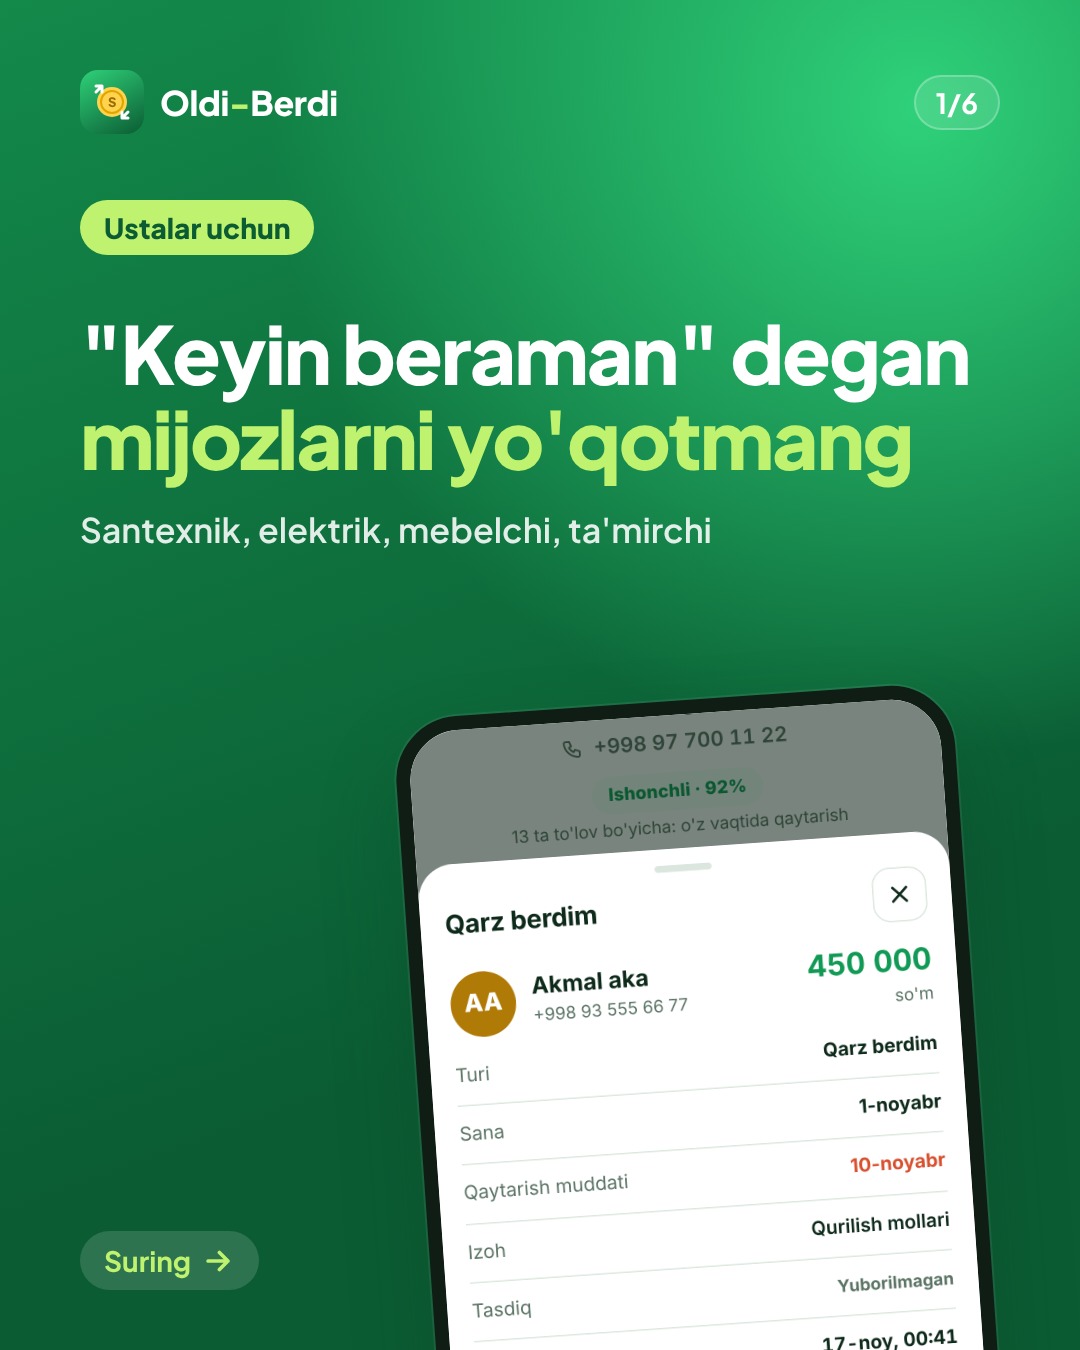 Oldi-Berdi
1/6
Ustalar uchun
"Keyin beraman" degan
mijozlarni yo'qotmang
Santexnik, elektrik, mebelchi, ta'mirchi
+998 97 700 11 22
Ishonchli · 92%
13 ta to'lov bo'yicha: o'z vaqtida qaytarish
Qarz berdim
AA
Akmal aka
450 000
+998 93 555 66 77
so'm
Turi
Qarz berdim
Sana
1-noyabr
Qaytarish muddati
10-noyabr
Izoh
Qurilish mollari
Tasdiq
Yuborilmagan
17-noy, 00:41
Suring →